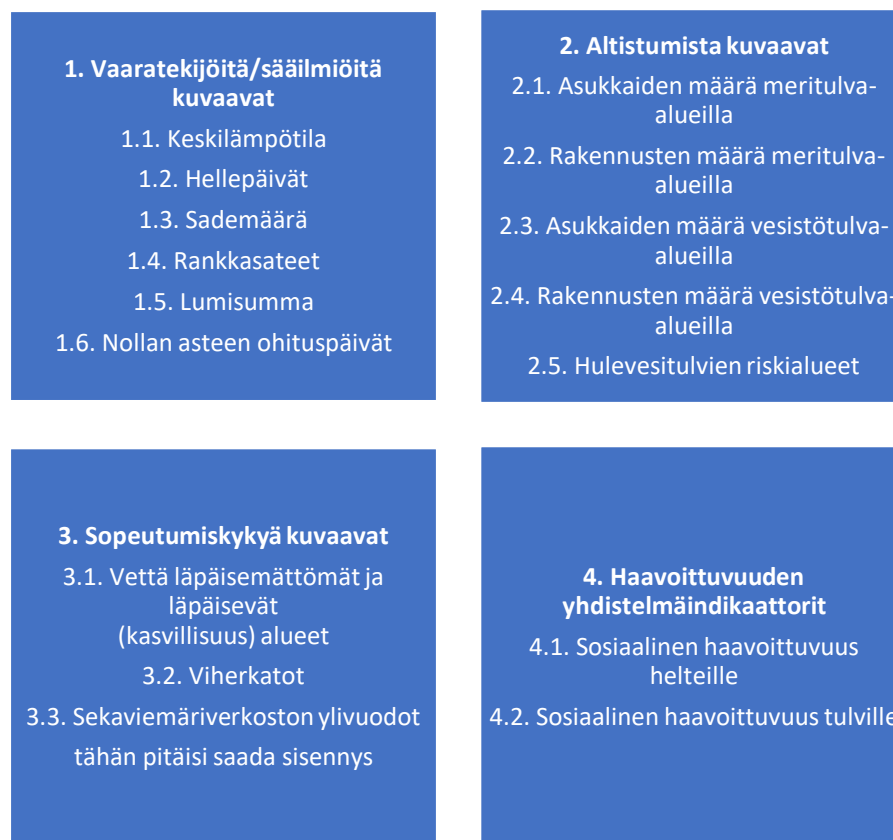 1. Vaaratekijöitä/sääilmiöitä
kuvaavat
1.1. Keskilämpötila
1.2. Hellepäivät
1.3. Sademäärä
1.4. Rankkasateet
1.5. Lumisumma
1.6. Nollan asteen ohituspäivät
2. Altistumista kuvaavat
2.1. Asukkaiden määrä meritulva-
alueilla
2.2. Rakennusten määrä meritulva-
alueilla
2.3. Asukkaiden määrä vesistötulva-
alueilla
2.4. Rakennusten määrä vesistötulva-
alueilla
2.5. Hulevesitulvien riskialueet
3. Sopeutumiskykyä kuvaavat
3.1. Vettä läpäisemättömät ja
läpäisevät
(kasvillisuus) alueet
3.2. Viherkatot
3.3. Sekaviemäriverkoston ylivuodot
tähän pitäisi saada sisennys
4. Haavoittuvuuden
yhdistelmäindikaattorit
4.1. Sosiaalinen haavoittuvuus
helteille
4.2. Sosiaalinen haavoittuvuus tulville